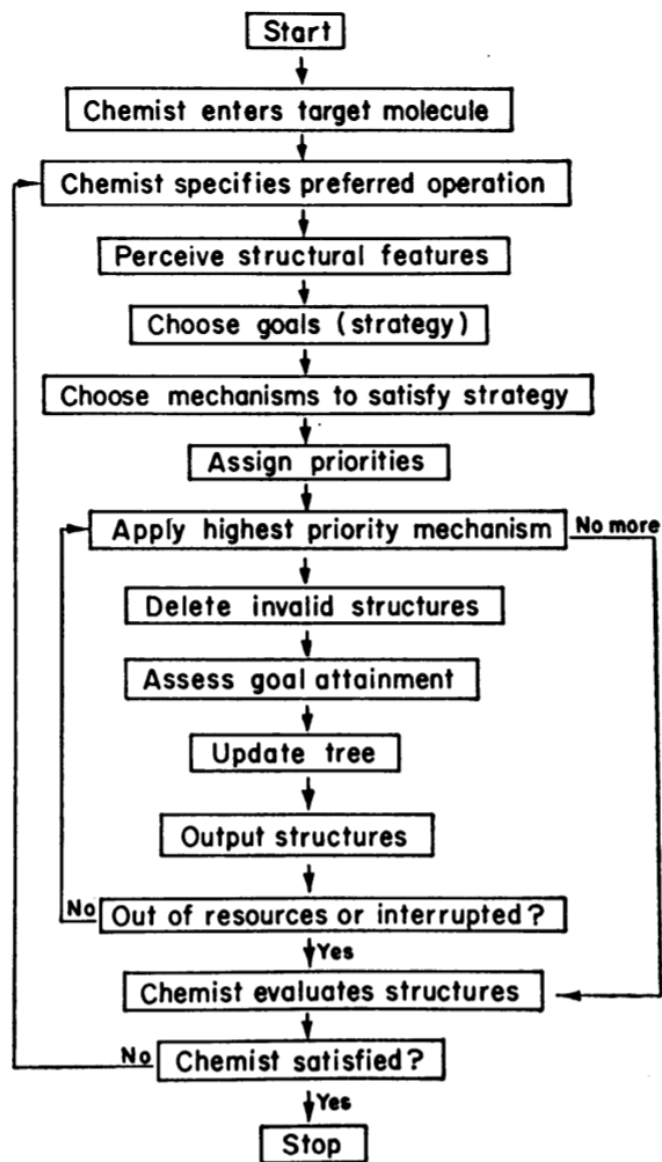 Start
Chemist enters target molecule
Chemist specifies preferred operation
Perceive structural features
Choose goals (strategy)
Choose mechanisms to satisfy strategy
Assign priorities
Apply highest priority mechanism
No more
Delete invalid structures
Assess goal attainment
Update tree
Output structures
No
Out of resources or interrupted?
Yes
Chemist evaluates structures
No
Chemist satisfied?
Yes
Stop